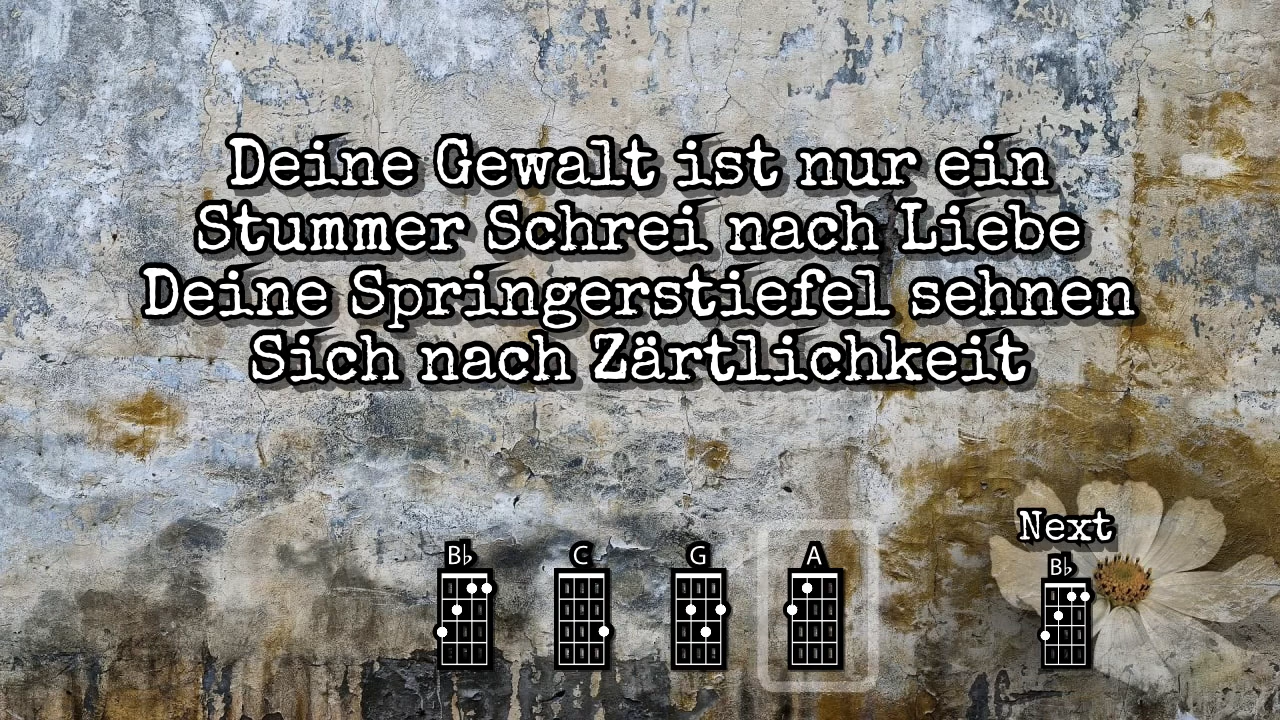 Deine Gewalt ist nur ein
Stummer Schrei nach Liebe
Deine Springerstiefel sehnen
Sich nach Zärtlichkeit
Next
B♭ C G A B♭